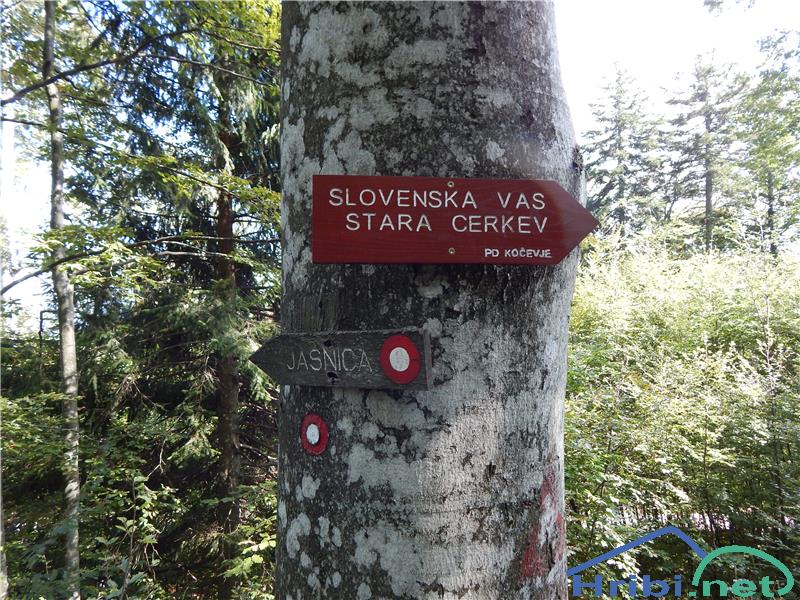 SLOVENSKA VAS
STARA CERKEV
PD KOČEVJE
JASNICA
Hribi.net